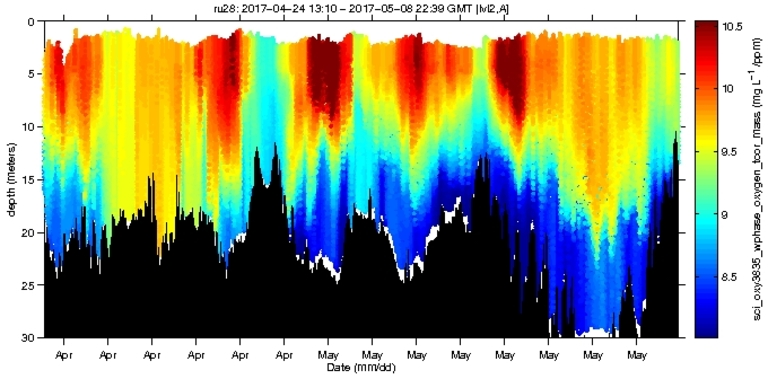 ru28: 2017-04-24 13:10 - 2017-05-08 22:39 GMT [lvl2,A]
0
5
10
15
20
25
30
depth (meters)
Apr Apr Apr Apr Apr Apr May May May May May May May May
Date (mm/dd)
10.5
10
9.5
9
8.5
sci_oxy3835_wphase_oxygen_tcor_mass (mg L⁻¹ /ppm)